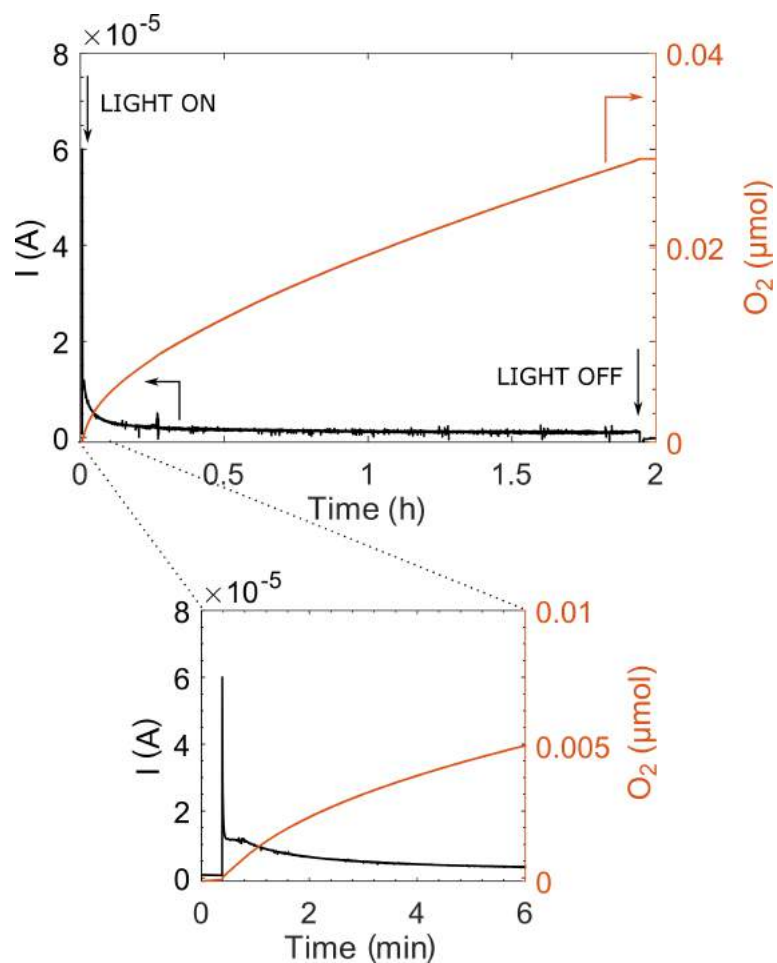 ×10-5
8
6
4
2
0
I (A)
LIGHT ON
LIGHT OFF
0.04
0.02
0
O2 (μmol)
0 0.5 1 1.5 2
Time (h)
×10-5
8
6
4
2
0
I (A)
0.01
0.005
0
O2 (μmol)
0 2 4 6
Time (min)